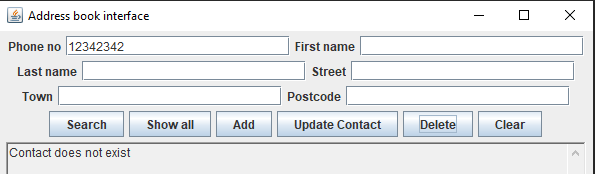 Address book interface
Phone no 12342342 First name
Last name Street
Town Postcode
Search Show all Add Update Contact Delete Clear
Contact does not exist